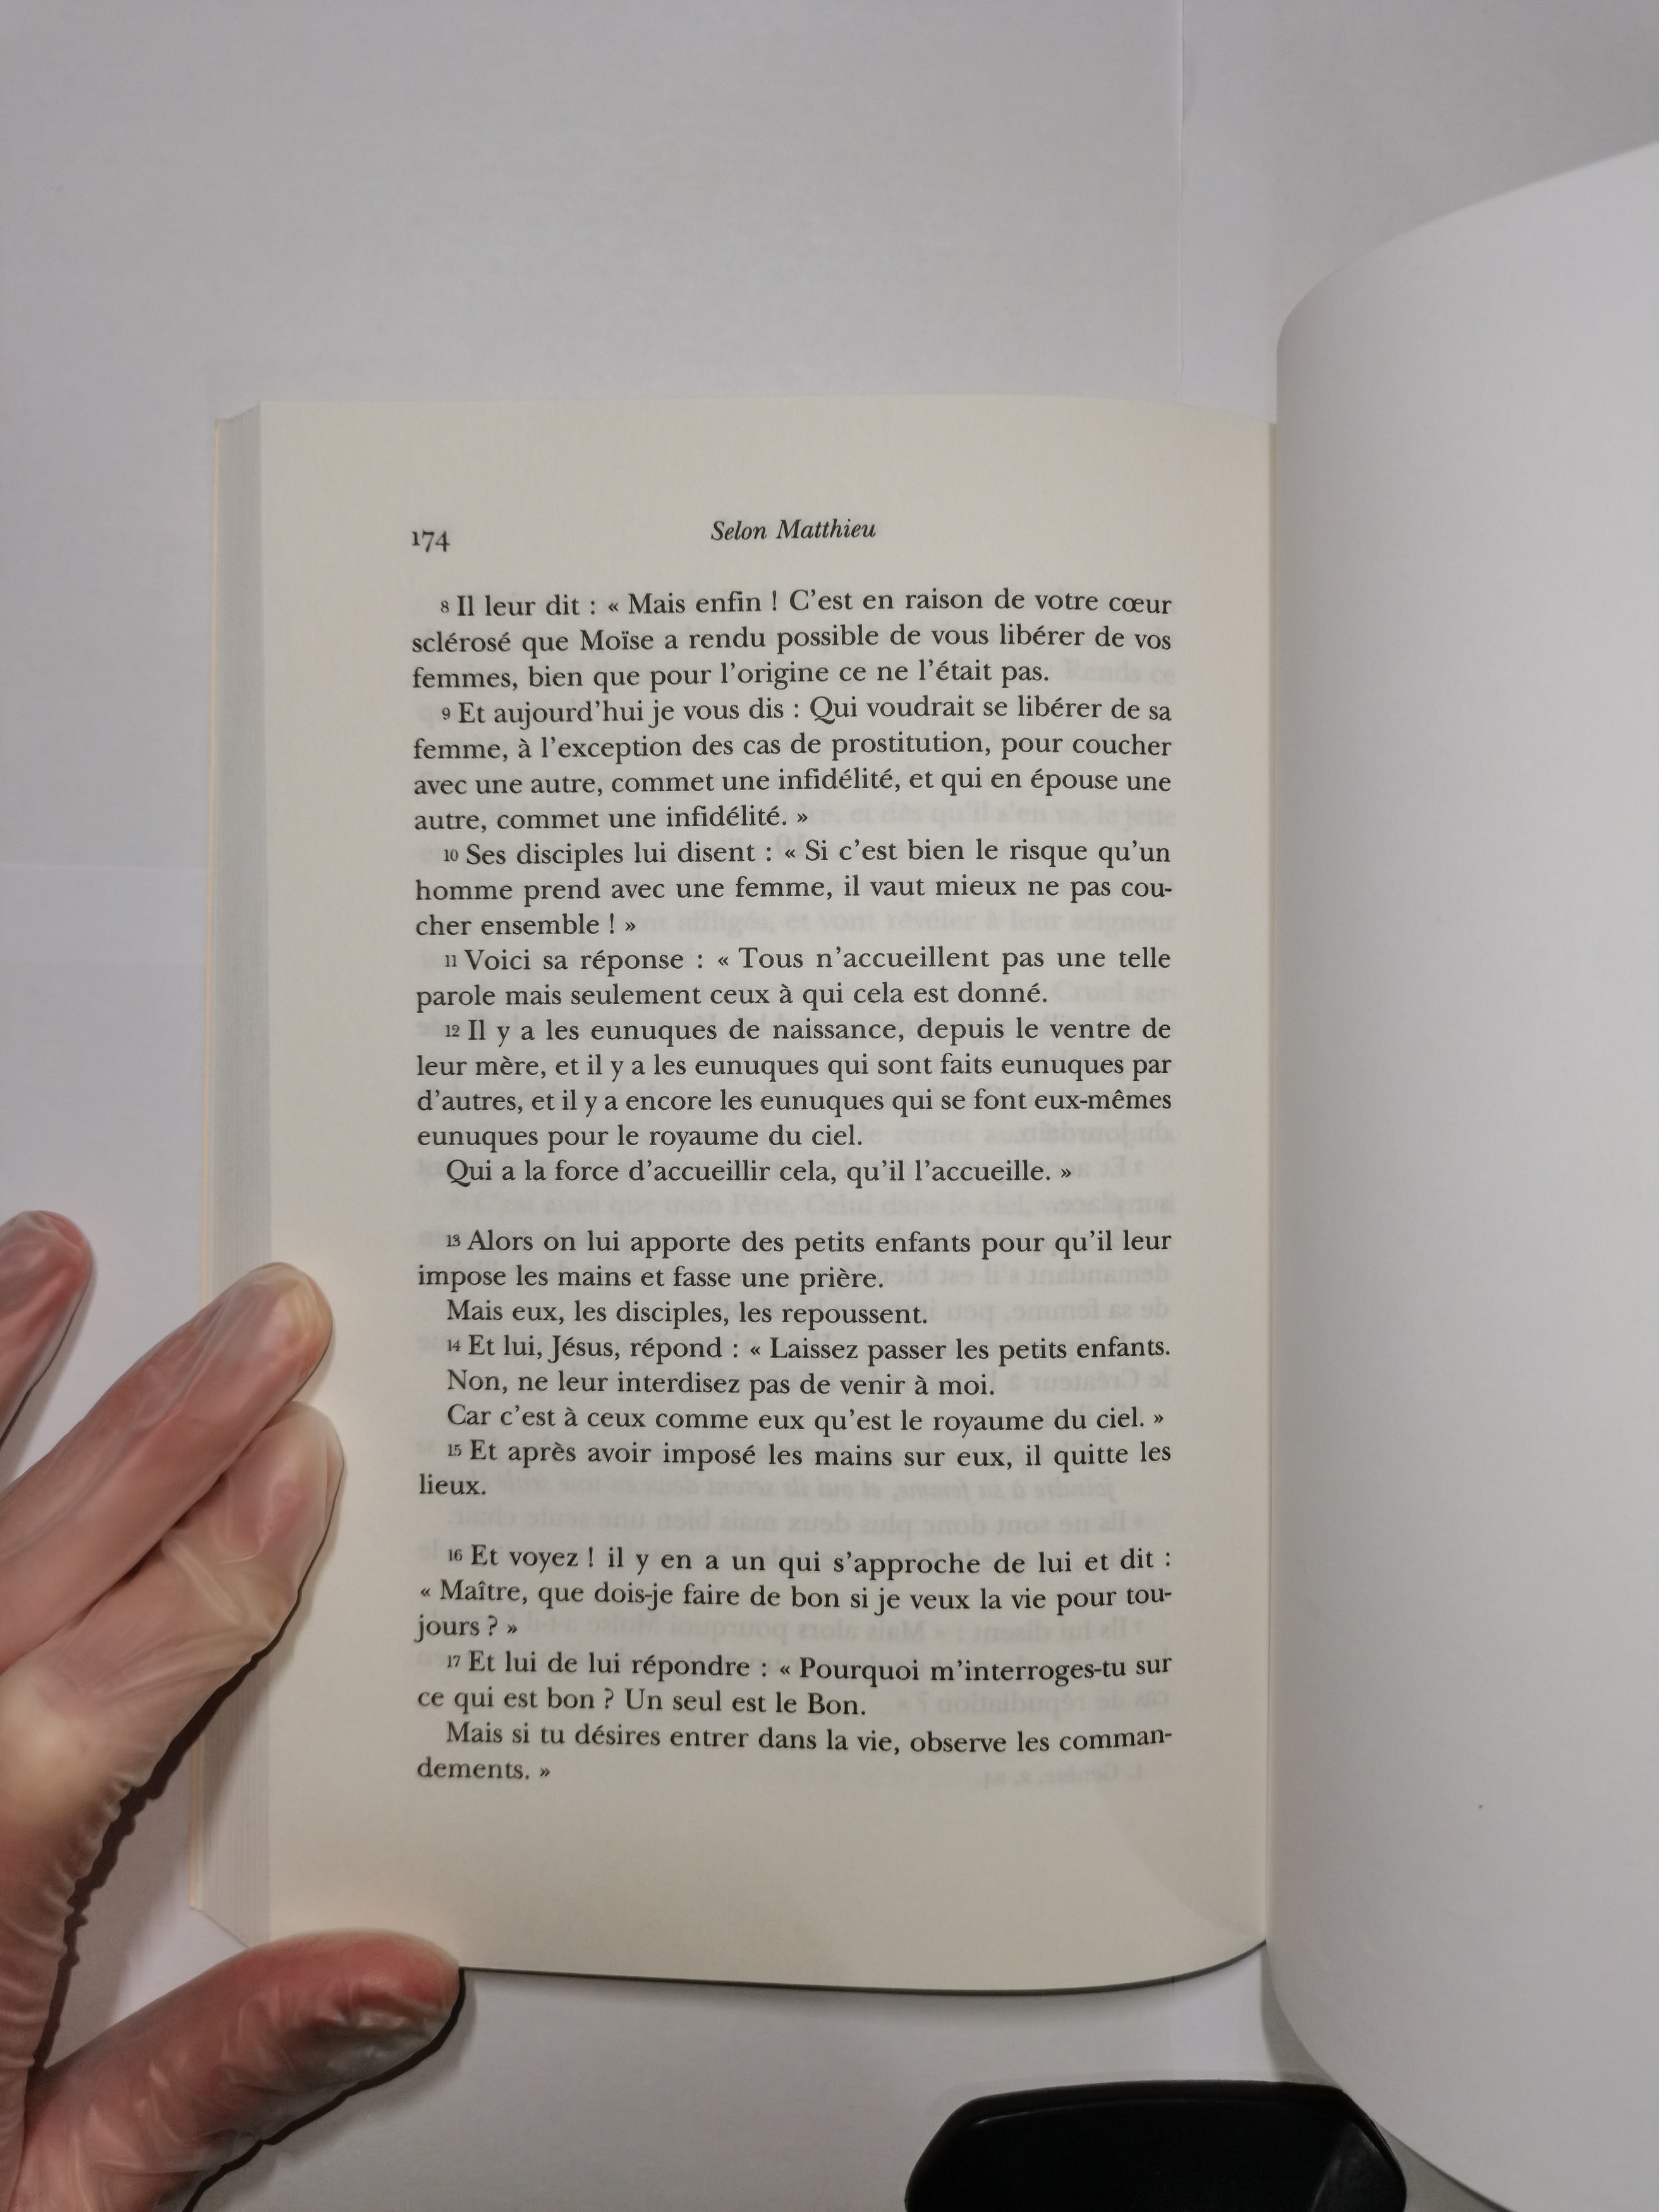 174
Selon Matthieu
8 Il leur dit : « Mais enfin ! C'est en raison de votre cœur
sclérosé que Moïse a rendu possible de vous libérer de vos
femmes, bien que pour l'origine ce ne l'était pas.
9 Et aujourd'hui je vous dis : Qui voudrait se libérer de sa
femme, à l'exception des cas de prostitution, pour coucher
avec une autre, commet une infidélité, et qui en épouse une
autre, commet une infidélité. »
10 Ses disciples lui disent : « Si c'est bien le risque qu'un
homme prend avec une femme, il vaut mieux ne pas cou-
cher ensemble ! »
11 Voici sa réponse : « Tous n'accueillent pas une telle
parole mais seulement ceux à qui cela est donné.
12 Il y a les eunuques de naissance, depuis le ventre de
leur mère, et il y a les eunuques qui sont faits eunuques par
d'autres, et il y a encore les eunuques qui se font eux-mêmes
eunuques pour le royaume du ciel.
Qui a la force d'accueillir cela, qu'il l'accueille. »
13 Alors on lui apporte des petits enfants pour qu'il leur
impose les mains et fasse une prière.
Mais eux, les disciples, les repoussent.
14 Et lui, Jésus, répond : « Laissez passer les petits enfants.
Non, ne leur interdisez pas de venir à moi.
Car c'est à ceux comme eux qu'est le royaume du ciel. »
15 Et après avoir imposé les mains sur eux, il quitte les
lieux.
16 Et voyez ! il y en a un qui s'approche de lui et dit :
« Maître, que dois-je faire de bon si je veux la vie pour tou-
jours ? »
17 Et lui de lui répondre : « Pourquoi m'interroges-tu sur
ce qui est bon ? Un seul est le Bon.
Mais si tu désires entrer dans la vie, observe les comman-
dements. »